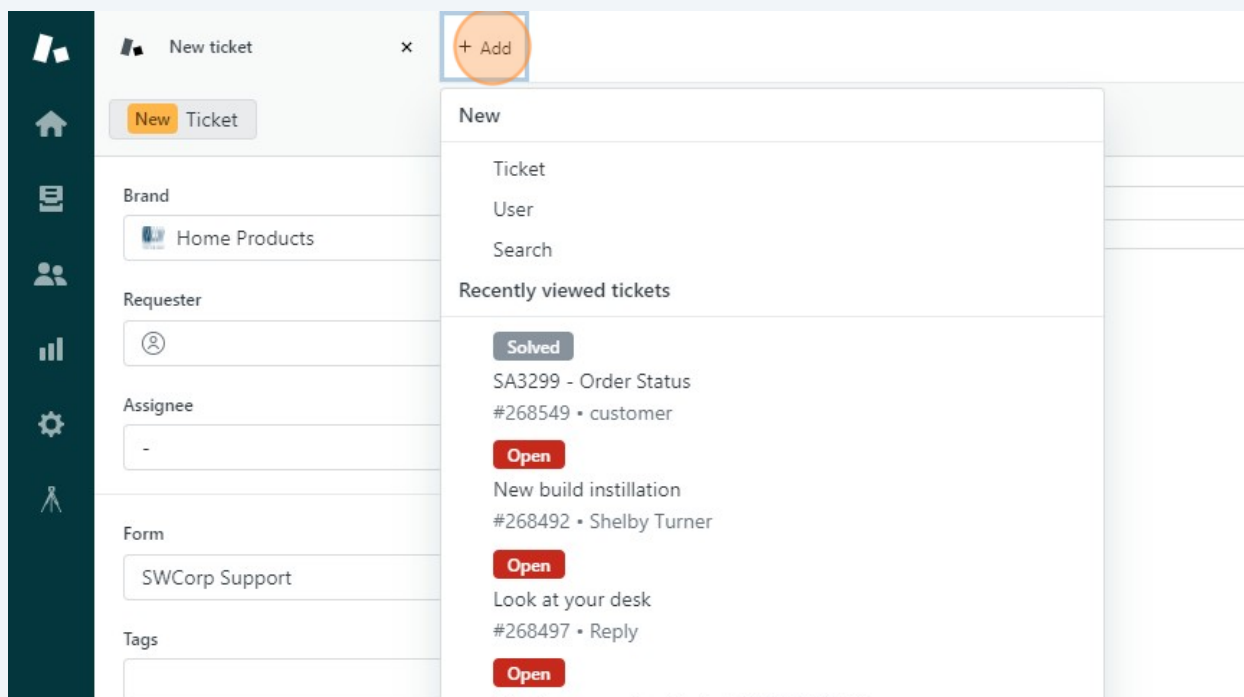 New ticket
×
+ Add
New Ticket
Brand
Home Products
Requester
Assignee
-
Form
SWCorp Support
Tags
New
Ticket
User
Search
Recently viewed tickets
Solved
SA3299 - Order Status
#268549 • customer
Open
New build instillation
#268492 • Shelby Turner
Open
Look at your desk
#268497 • Reply
Open